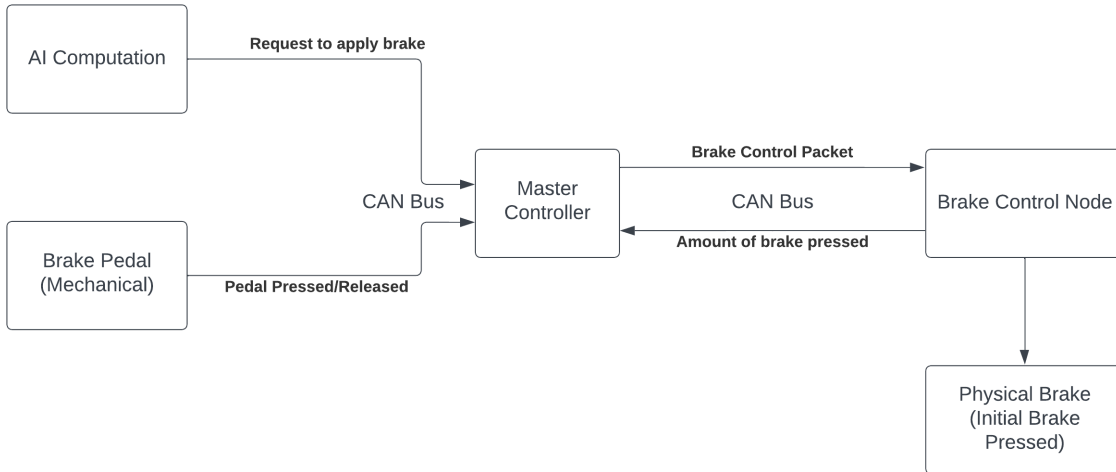 Request to apply brake
AI Computation
Brake Control Packet
Master
Controller
CAN Bus
CAN Bus
Brake Control Node
Amount of brake pressed
Brake Pedal
(Mechanical)
Pedal Pressed/Released
Physical Brake
(Initial Brake
Pressed)